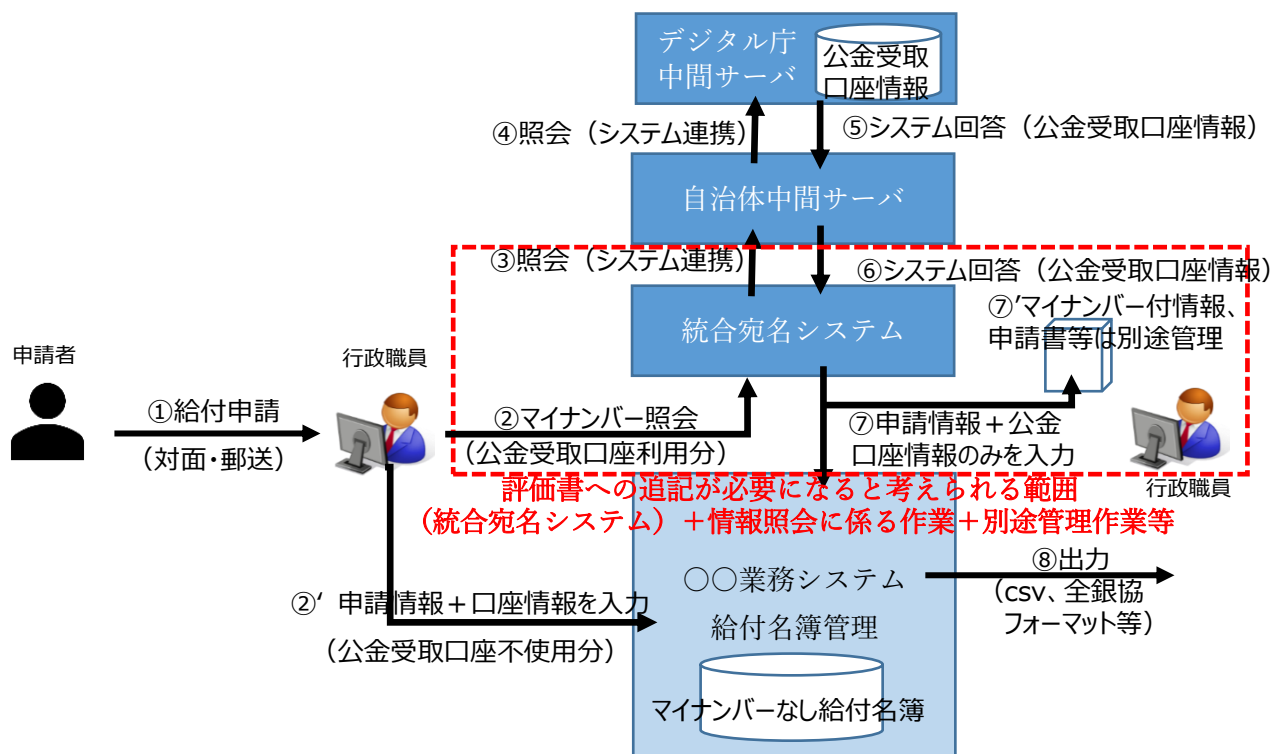 デジタル庁
中間サーバ
公金受取
口座情報
④照会（システム連携）
⑤システム回答（公金受取口座情報）
自治体中間サーバ
③照会（システム連携）
⑥システム回答（公金受取口座情報）
統合宛名システム
⑦’マイナンバー付情報、
申請書等は別途管理
申請者
行政職員
①給付申請
（対面・郵送）
②マイナンバー照会
（公金受取口座利用分）
⑦申請情報＋公金
口座情報のみを入力
行政職員
評価書への追記が必要になると考えられる範囲
（統合宛名システム）＋情報照会に係る作業＋別途管理作業等
〇〇業務システム
給付名簿管理
⑧出力
（csv、全銀協
フォーマット等）
②‘ 申請情報＋口座情報を入力
（公金受取口座不使用分）
マイナンバーなし給付名簿